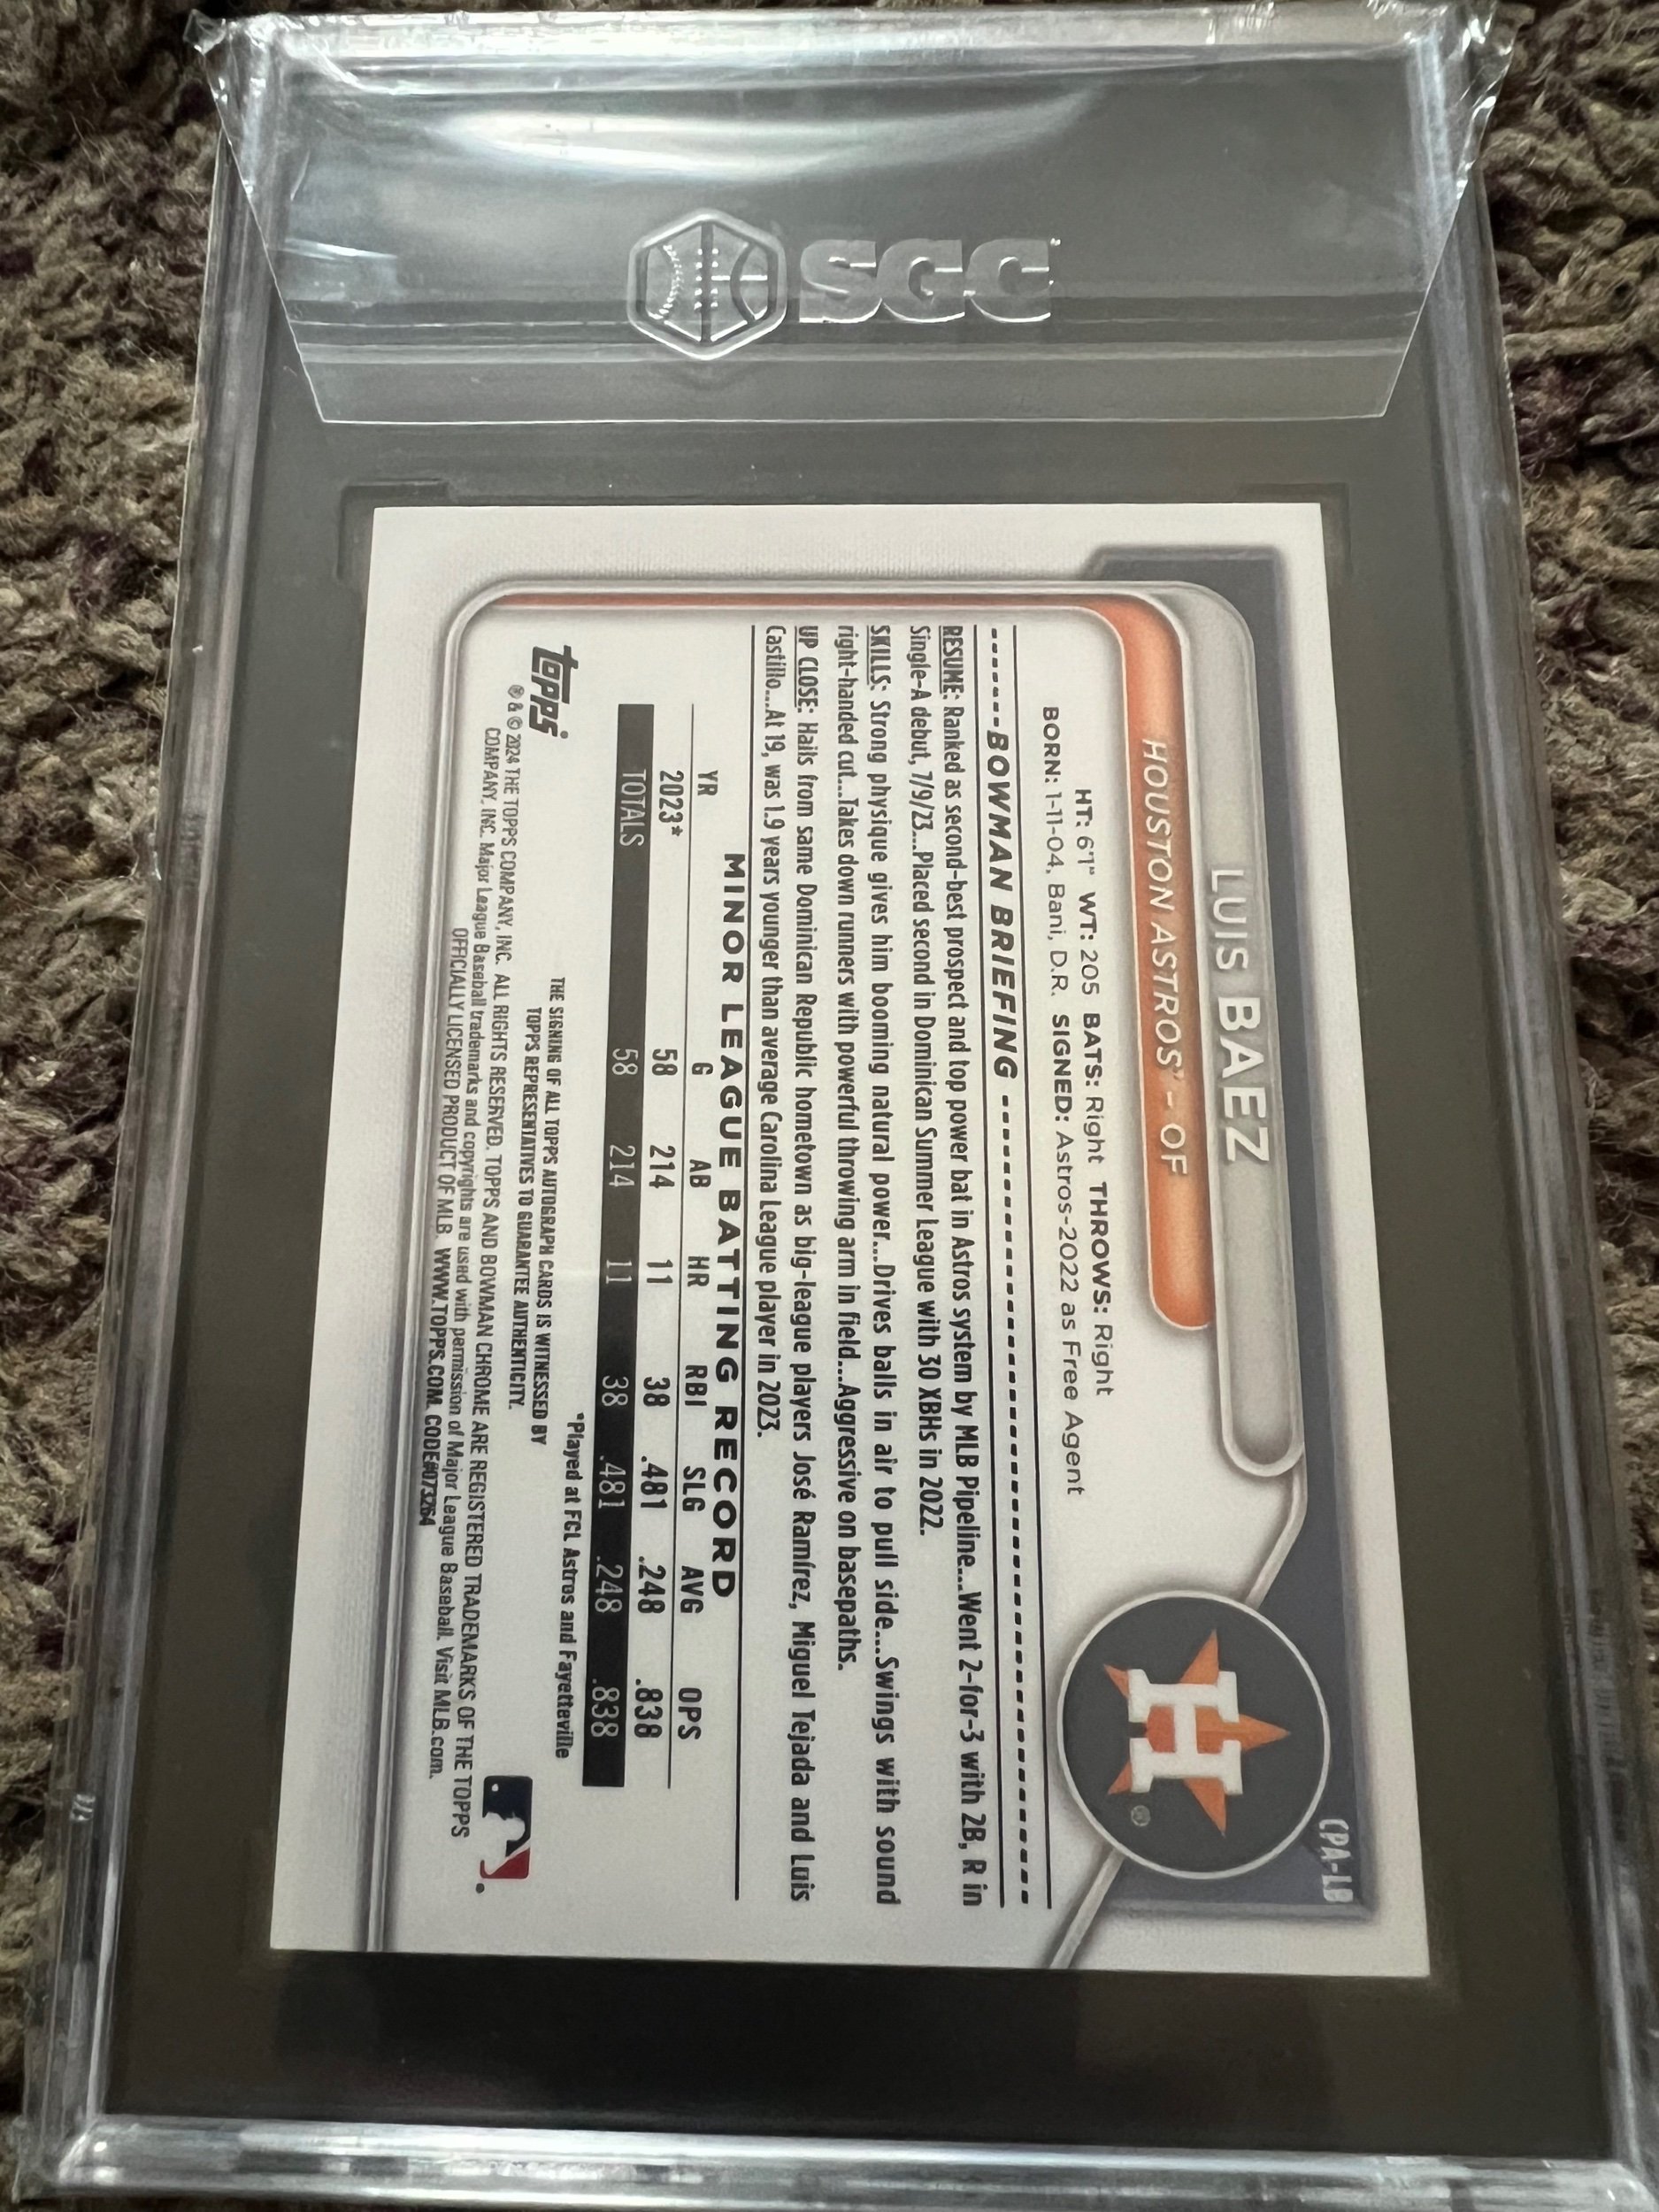 SGC
CPA-LB
LUIS BAEZ
HOUSTON ASTROS® - OF
HT: 6'1" WT: 205 BATS: Right THROWS: Right
BORN: 1-11-04, Bani, D.R. SIGNED: Astros-2022 as Free Agent
BOWMAN BRIEFING
RESUME: Ranked as second-best prospect and top power bat in Astros system by MLB Pipeline....Went 2-for-3 with 2B, R in
Single-A debut, 7/9/23....Placed second in Dominican Summer League with 30 XBHs in 2022.
SKILLS: Strong physique gives him booming natural power....Drives balls in air to pull side....Swings with sound
right-handed cut....Takes down runners with powerful throwing arm in field....Aggressive on basepaths.
UP CLOSE: Hails from same Dominican Republic hometown as big-league players José Ramírez, Miguel Tejada and Luis
Castillo....At 19, was 1.9 years younger than average Carolina League player in 2023.
MINOR LEAGUE BATTING RECORD
YR G AB HR RBI SLG AVG OPS
2023* 58 214 11 38 .481 .248 .838
TOTALS 58 214 11 38 .481 .248 .838
*Played at FCL Astros and Fayetteville
topps®
THE SIGNING OF ALL TOPPS AUTOGRAPH CARDS IS WITNESSED BY
TOPPS REPRESENTATIVES TO GUARANTEE AUTHENTICITY.
® & © 2024 THE TOPPS COMPANY, INC. ALL RIGHTS RESERVED. TOPPS AND BOWMAN CHROME ARE REGISTERED TRADEMARKS OF THE TOPPS
COMPANY, INC. Major League Baseball trademarks and copyrights are used with permission of Major League Baseball. Visit MLB.com.
OFFICIALLY LICENSED PRODUCT OF MLB. WWW.TOPPS.COM. CODE#073264